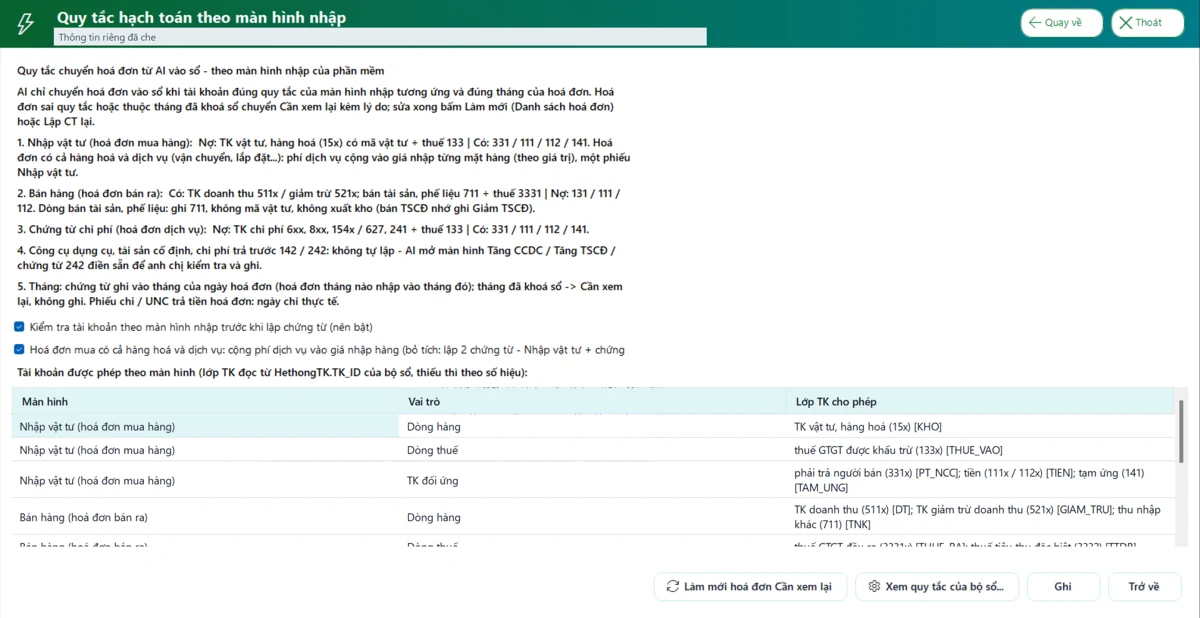 Quy tắc hạch toán theo màn hình nhập
Thông tin riêng đã che
Quay về
Thoát
Quy tắc chuyển hoá đơn từ AI vào sổ - theo màn hình nhập của phần mềm
AI chỉ chuyển hoá đơn vào sổ khi tài khoản đúng quy tắc của màn hình nhập tương ứng và đúng tháng của hoá đơn. Hoá
đơn sai quy tắc hoặc thuộc tháng đã khoá sổ chuyển Cần xem lại kèm lý do; sửa xong bấm Làm mới (Danh sách hoá đơn)
hoặc Lập CT lại.
1. Nhập vật tư (hoá đơn mua hàng): Nợ: TK vật tư, hàng hoá (15x) có mã vật tư + thuế 133 | Có: 331 / 111 / 112 / 141. Hoá
đơn có cả hàng hoá và dịch vụ (vận chuyển, lắp đặt...): phí dịch vụ cộng vào giá nhập từng mặt hàng (theo giá trị), một phiếu
Nhập vật tư.
2. Bán hàng (hoá đơn bán ra): Có: TK doanh thu 511x / giảm trừ 521x; bán tài sản, phế liệu 711 + thuế 3331 | Nợ: 131 / 111 /
112. Dòng bán tài sản, phế liệu: ghi 711, không mã vật tư, không xuất kho (bán TSCĐ nhớ ghi Giảm TSCĐ).
3. Chứng từ chi phí (hoá đơn dịch vụ): Nợ: TK chi phí 6xx, 8xx, 154x / 627, 241 + thuế 133 | Có: 331 / 111 / 112 / 141.
4. Công cụ dụng cụ, tài sản cố định, chi phí trả trước 142 / 242: không tự lập - AI mở màn hình Tăng CCDC / Tăng TSCĐ /
chứng từ 242 điền sẵn để anh chị kiểm tra và ghi.
5. Tháng: chứng từ ghi vào tháng của ngày hoá đơn (hoá đơn tháng nào nhập vào tháng đó); tháng đã khoá sổ -> Cần xem
lại, không ghi. Phiếu chi / UNC trả tiền hoá đơn: ngày chi thực tế.
Kiểm tra tài khoản theo màn hình nhập trước khi lập chứng từ (nên bật)
Hoá đơn mua có cả hàng hoá và dịch vụ: cộng phí dịch vụ vào giá nhập hàng (bỏ tích: lập 2 chứng từ - Nhập vật tư + chứng
Tài khoản được phép theo màn hình (lớp TK đọc từ HethongTK.TK_ID của bộ sổ, thiếu thì theo số hiệu):
Màn hình Vai trò Lớp TK cho phép
Nhập vật tư (hoá đơn mua hàng) Dòng hàng TK vật tư, hàng hoá (15x) [KHO]
Nhập vật tư (hoá đơn mua hàng) Dòng thuế thuế GTGT được khấu trừ (133x) [THUE_VAO]
Nhập vật tư (hoá đơn mua hàng) TK đối ứng phải trả người bán (331x) [PT_NCC]; tiền (111x / 112x) [TIEN]; tạm ứng (141)
[TAM_UNG]
Bán hàng (hoá đơn bán ra) Dòng hàng TK doanh thu (511x) [DT]; TK giảm trừ doanh thu (521x) [GIAM_TRU]; thu nhập
khác (711) [TNK]
Bán hàng (hoá đơn bán ra) Dòng thuế thuế GTGT đầu ra (3331x) [THUE_RA]; thuế tiêu thụ đặc biệt (3332) [TTDB]
Làm mới hoá đơn Cần xem lại
Xem quy tắc của bộ sổ...
Ghi
Trở về